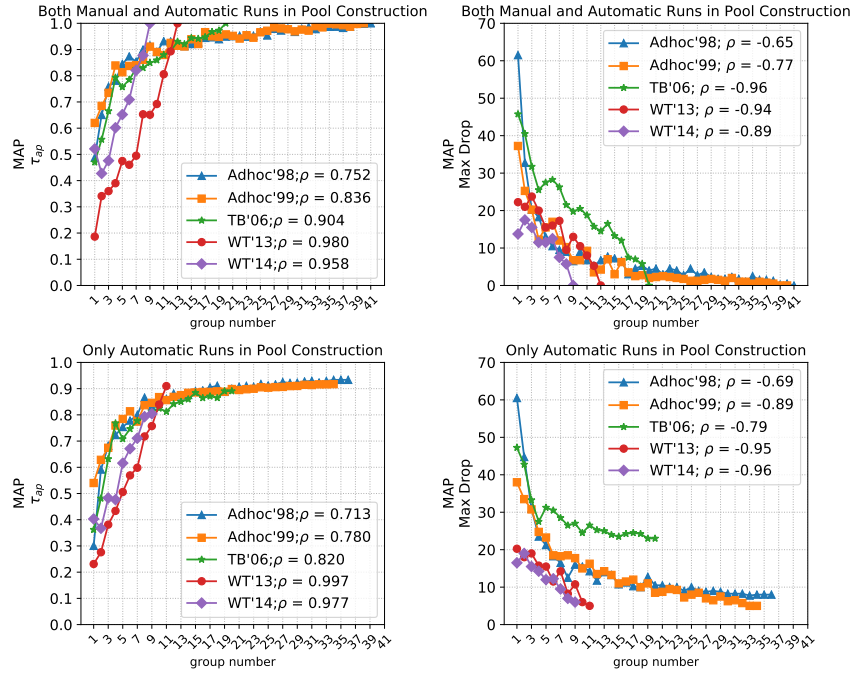 Both Manual and Automatic Runs in Pool Construction
1.0
0.9
0.8
0.7
0.6
0.5
0.4
0.3
0.2
0.1
0.0
MAP
τap
Adhoc'98;ρ = 0.752
Adhoc'99;ρ = 0.836
TB'06;ρ = 0.904
WT'13;ρ = 0.980
WT'14;ρ = 0.958
1 3 5 7 9 11 13 15 17 19 21 23 25 27 29 31 33 35 37 39 41
group number
Both Manual and Automatic Runs in Pool Construction
70
60
50
40
30
20
10
0
MAP
Max Drop
Adhoc'98; ρ = -0.65
Adhoc'99; ρ = -0.77
TB'06; ρ = -0.96
WT'13; ρ = -0.94
WT'14; ρ = -0.89
1 3 5 7 9 11 13 15 17 19 21 23 25 27 29 31 33 35 37 39 41
group number
Only Automatic Runs in Pool Construction
1.0
0.9
0.8
0.7
0.6
0.5
0.4
0.3
0.2
0.1
0.0
MAP
τap
Adhoc'98;ρ = 0.713
Adhoc'99;ρ = 0.780
TB'06;ρ = 0.820
WT'13;ρ = 0.997
WT'14;ρ = 0.977
1 3 5 7 9 11 13 15 17 19 21 23 25 27 29 31 33 35 37 39 41
group number
Only Automatic Runs in Pool Construction
70
60
50
40
30
20
10
0
MAP
Max Drop
Adhoc'98; ρ = -0.69
Adhoc'99; ρ = -0.89
TB'06; ρ = -0.79
WT'13; ρ = -0.95
WT'14; ρ = -0.96
1 3 5 7 9 11 13 15 17 19 21 23 25 27 29 31 33 35 37 39 41
group number